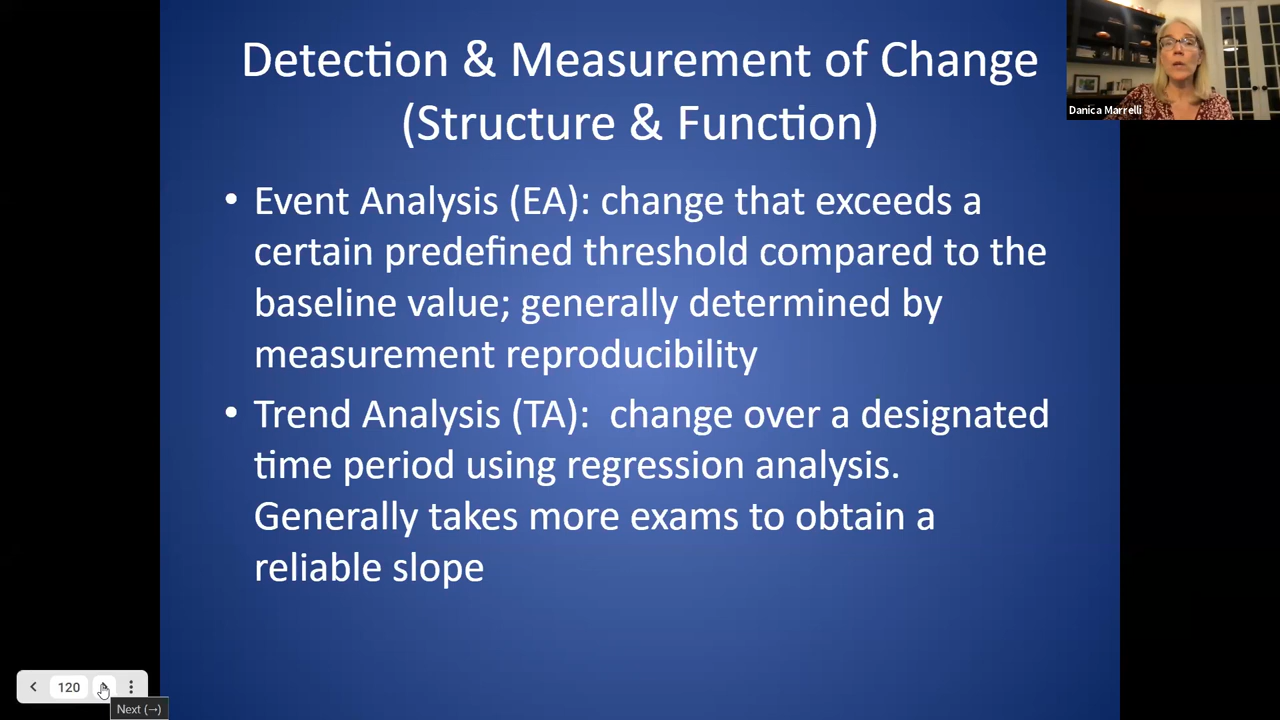 Detection & Measurement of Change
(Structure & Function)
Danica Marrelli
• Event Analysis (EA): change that exceeds a
certain predefined threshold compared to the
baseline value; generally determined by
measurement reproducibility
• Trend Analysis (TA):  change over a designated
time period using regression analysis.
Generally takes more exams to obtain a
reliable slope
120
Next (→)